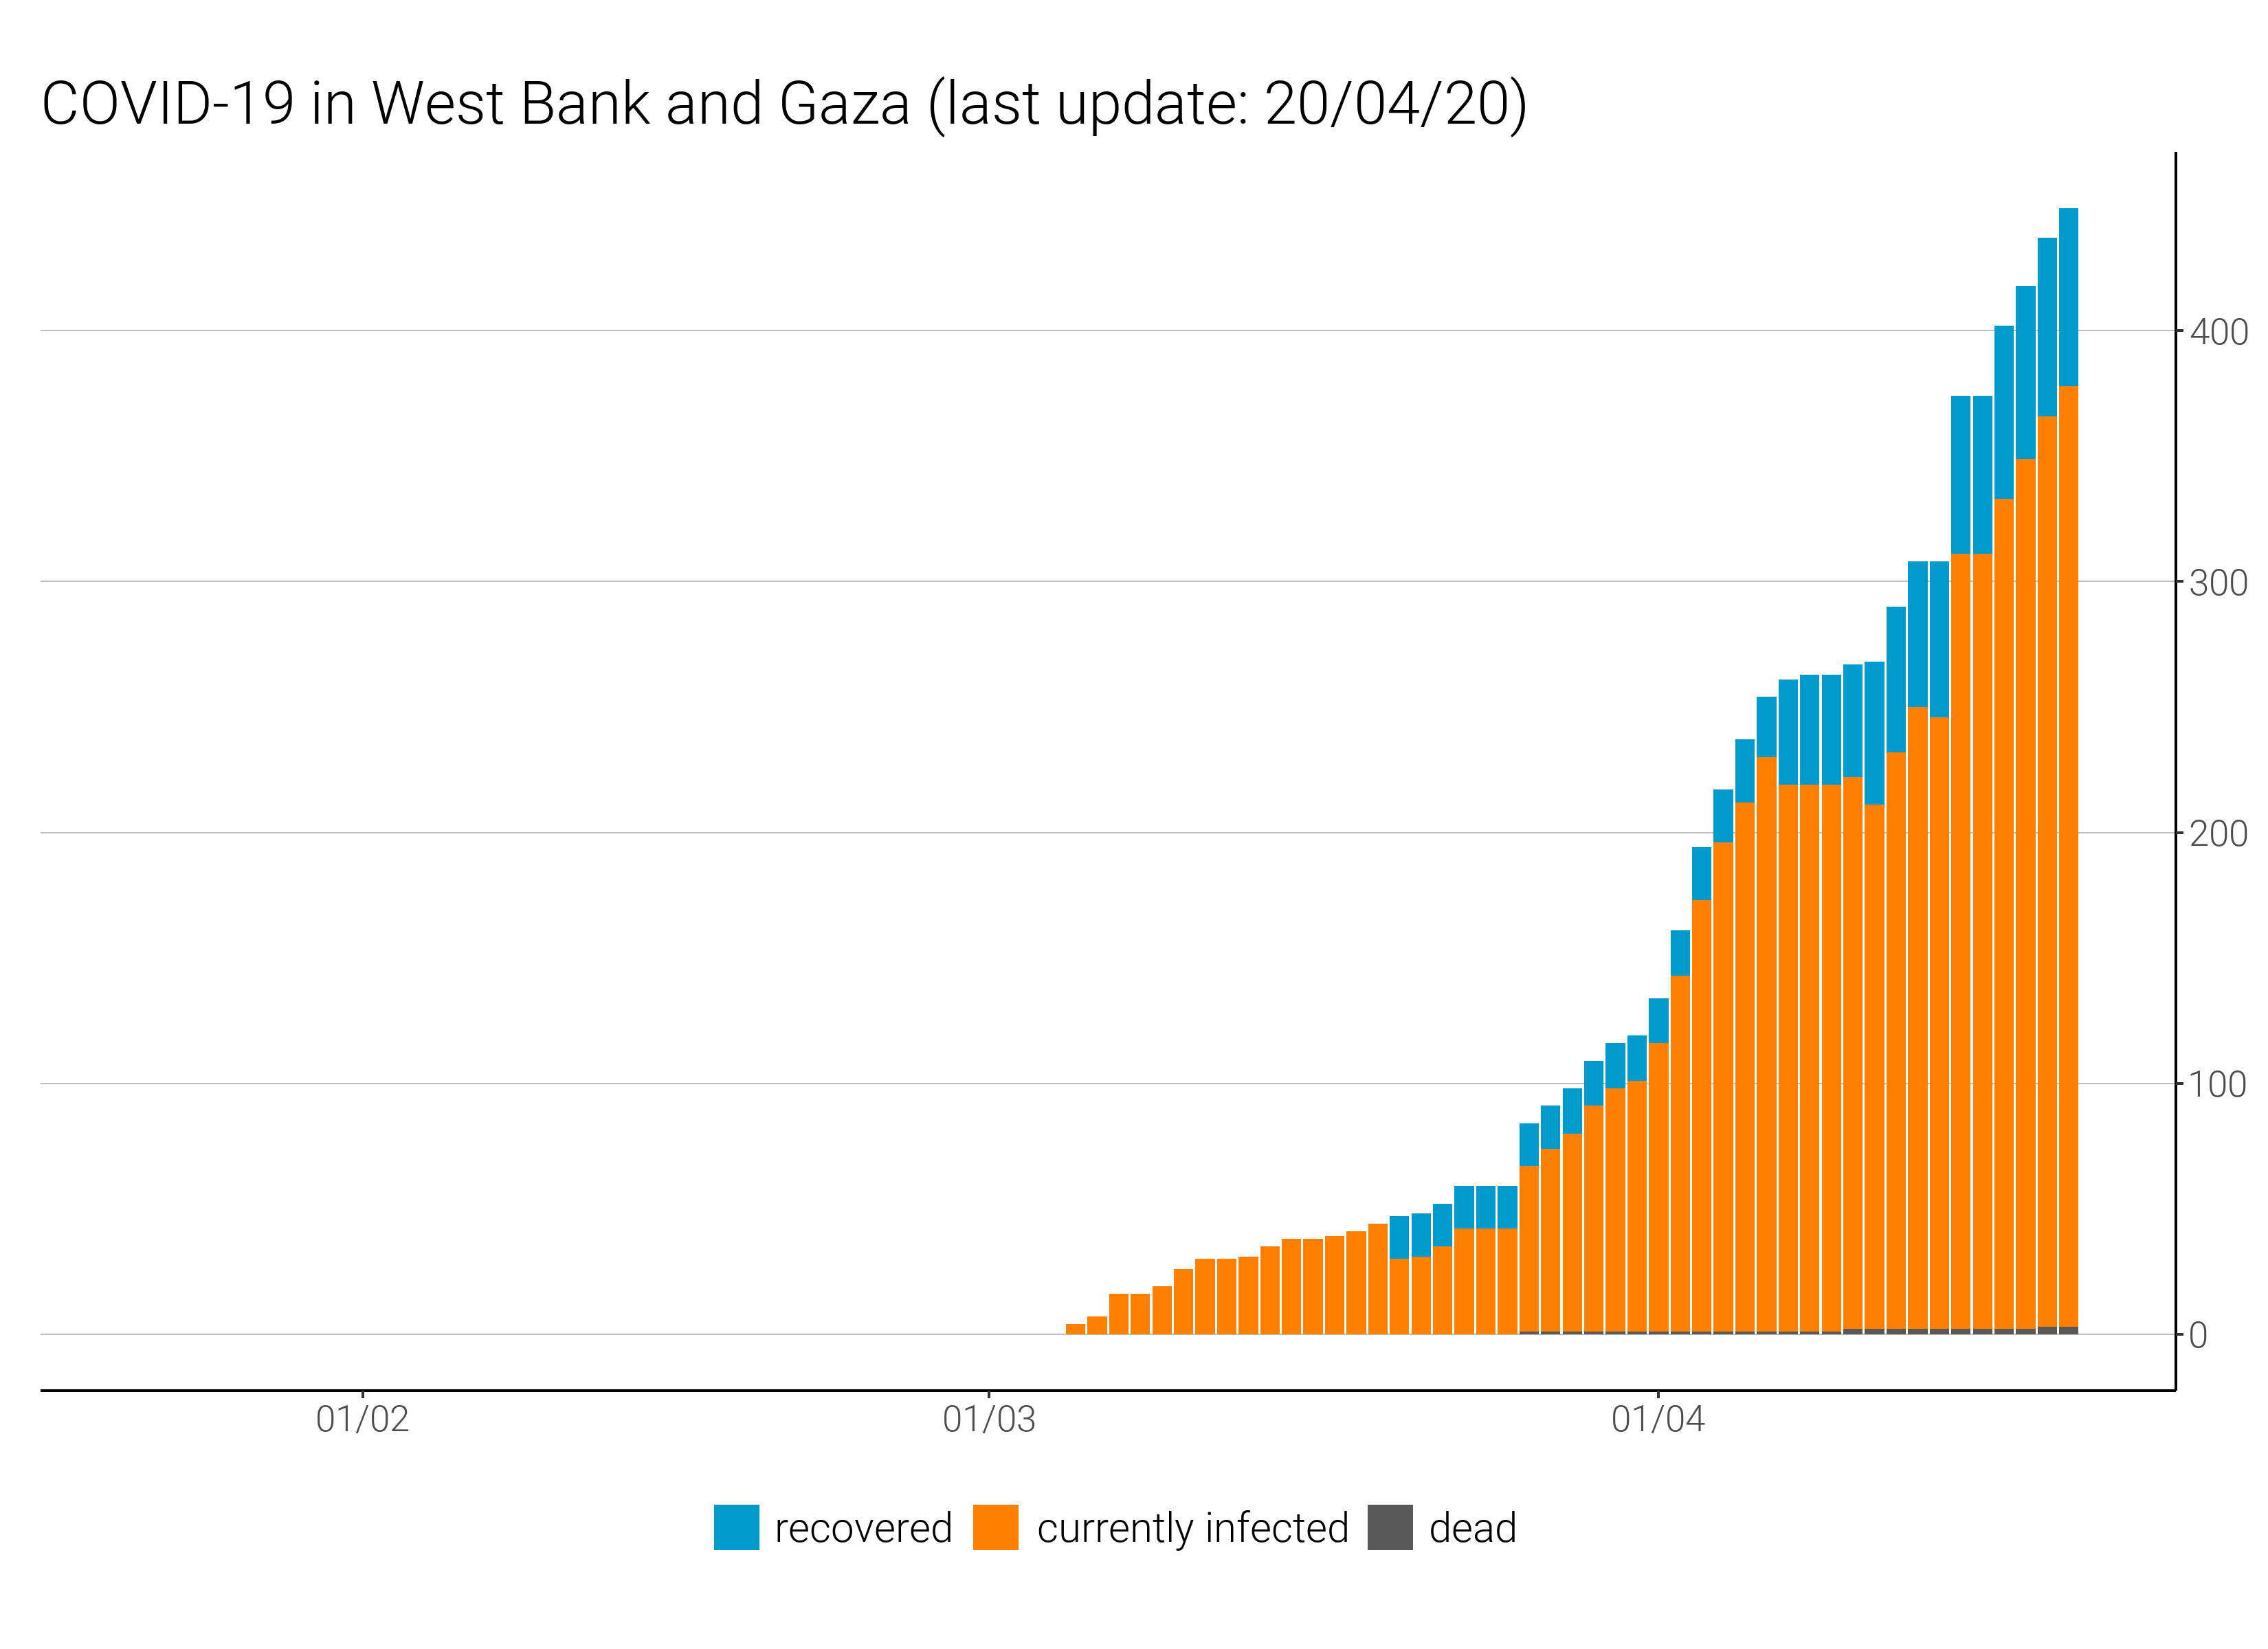 COVID-19 in West Bank and Gaza (last update: 20/04/20)
400
300
200
100
0
01/02 01/03 01/04
recovered currently infected dead